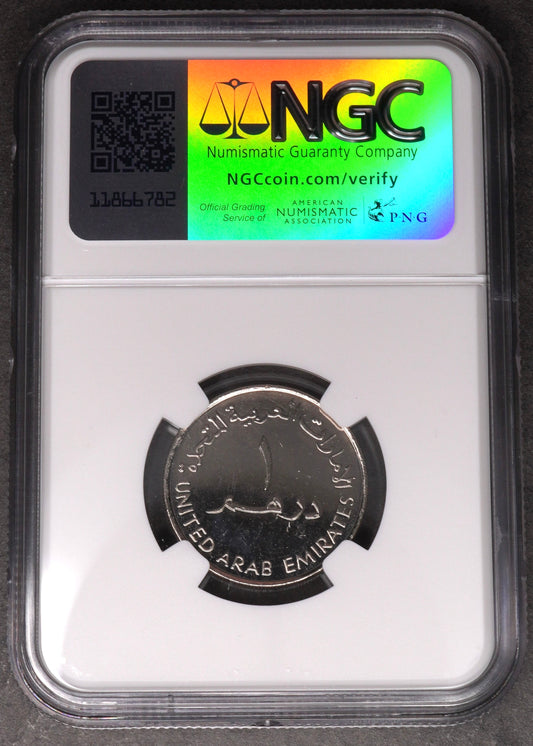 NGC
Numismatic Guaranty Company
NGCcoin.com/verify
11866782
Official Grading
Service of
AMERICAN
NUMISMATIC
ASSOCIATION
PNG
الإمارات العربية المتحدة
١
درهم
UNITED ARAB EMIRATES